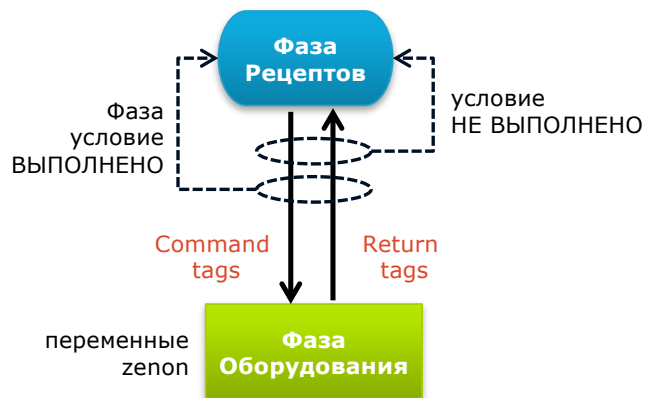 Фаза
Рецептов
Фаза
условие
ВЫПОЛНЕНО
условие
НЕ ВЫПОЛНЕНО
Command
tags
Return
tags
переменные
zenon
Фаза
Оборудования